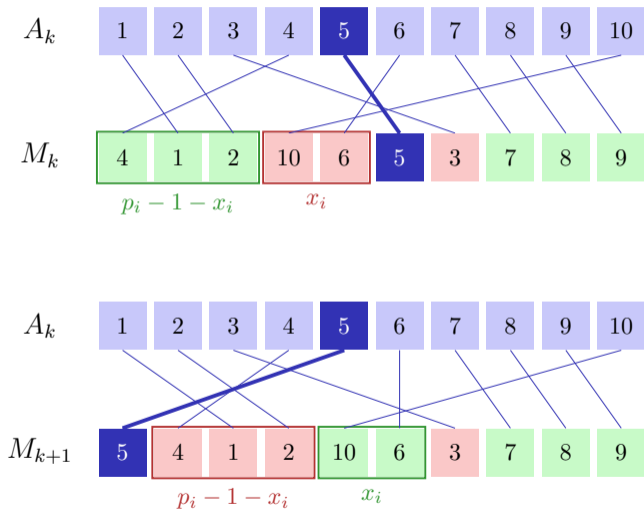 A_k 1 2 3 4 5 6 7 8 9 10
M_k 4 1 2 10 6 5 3 7 8 9
p_i − 1 − x_i x_i
A_k 1 2 3 4 5 6 7 8 9 10
M_{k+1} 5 4 1 2 10 6 3 7 8 9
p_i − 1 − x_i x_i